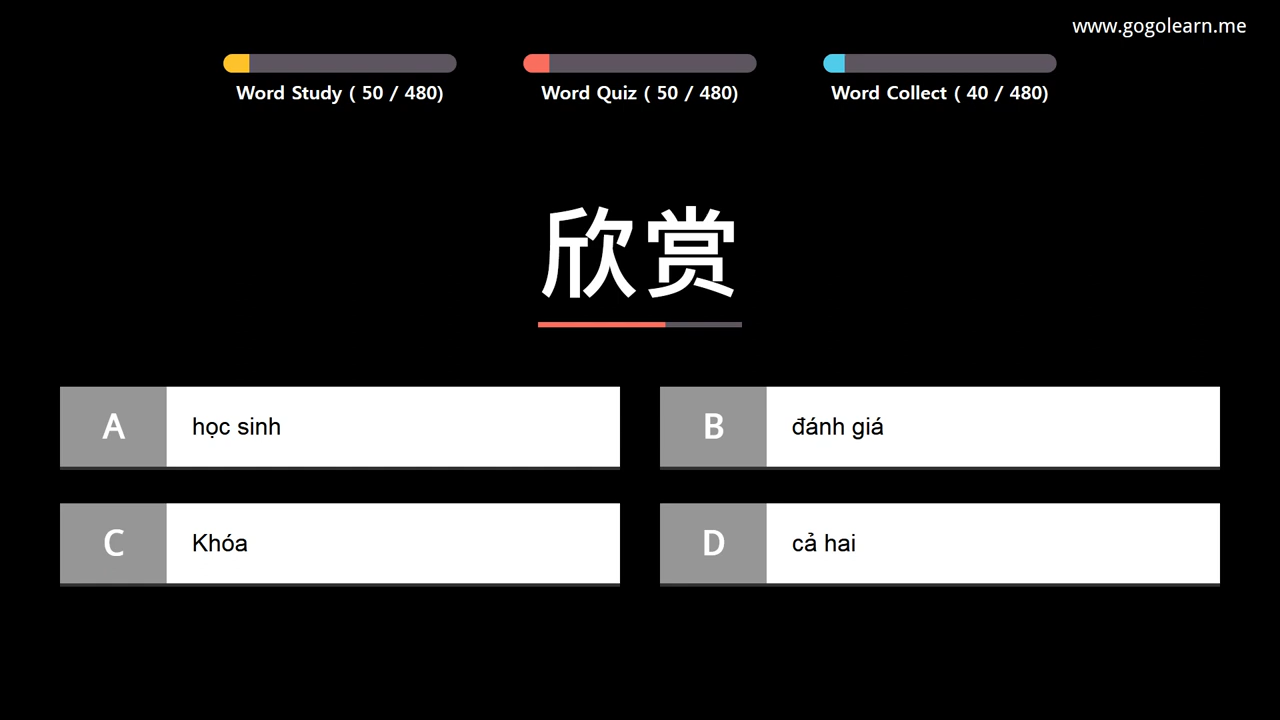 www.gogolearn.me
Word Study ( 50 / 480)
Word Quiz ( 50 / 480)
Word Collect ( 40 / 480)
欣赏
A học sinh
B đánh giá
C Khóa
D cả hai